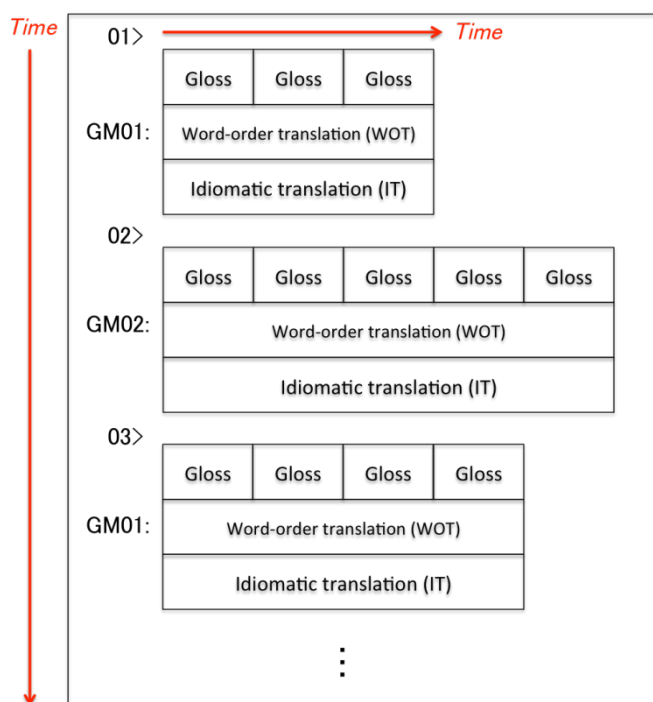 Time
01>
Time
Gloss Gloss Gloss
GM01: Word-order translation (WOT)
Idiomatic translation (IT)
02>
Gloss Gloss Gloss Gloss Gloss
GM02: Word-order translation (WOT)
Idiomatic translation (IT)
03>
Gloss Gloss Gloss Gloss
GM01: Word-order translation (WOT)
Idiomatic translation (IT)
⋮